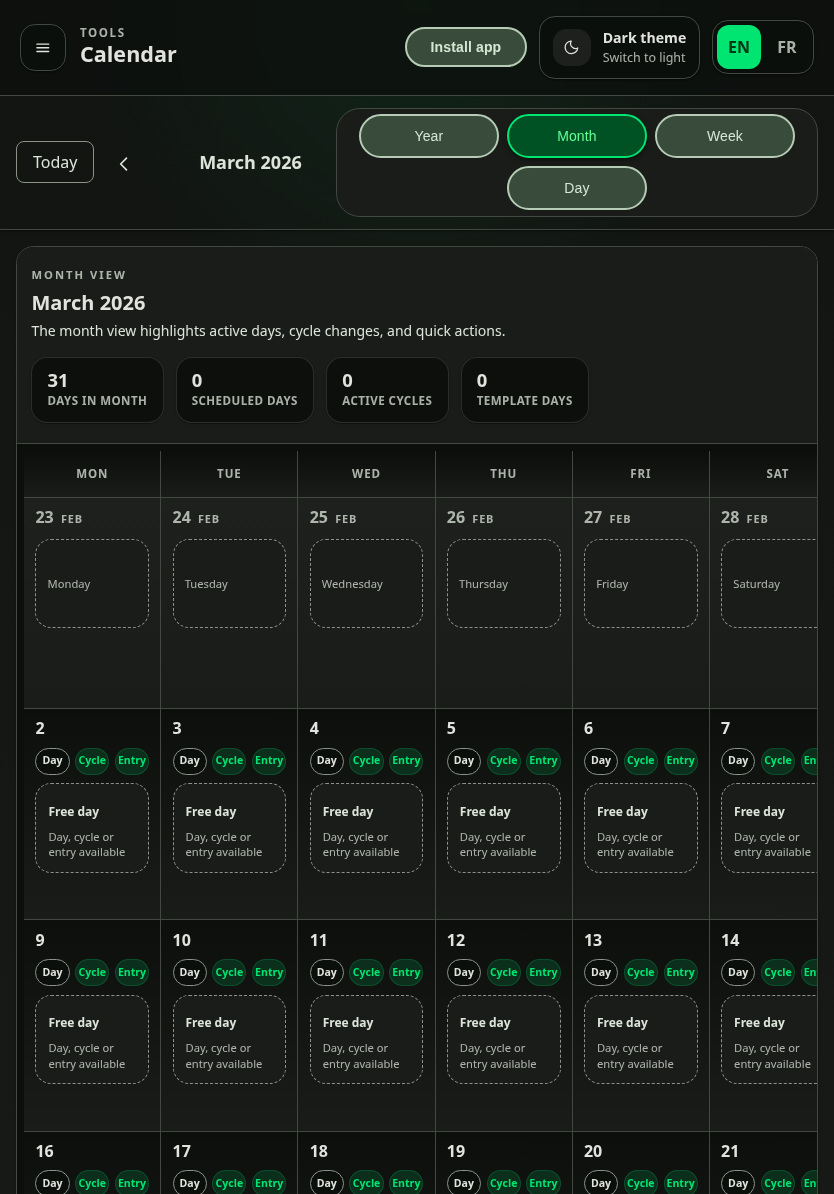 TOOLS
Calendar
Install app
Dark theme
Switch to light
EN FR
Today
March 2026
Year Month Week
Day
MONTH VIEW
March 2026
The month view highlights active days, cycle changes, and quick actions.
31 0 0 0
DAYS IN MONTH SCHEDULED DAYS ACTIVE CYCLES TEMPLATE DAYS
MON TUE WED THU FRI SAT
23 FEB 24 FEB 25 FEB 26 FEB 27 FEB 28 FEB
Monday Tuesday Wednesday Thursday Friday Saturday
2 3 4 5 6 7
Day Cycle Entry Day Cycle Entry Day Cycle Entry Day Cycle Entry Day Cycle Entry Day Cycle En
Free day Free day Free day Free day Free day Free day
Day, cycle or Day, cycle or Day, cycle or Day, cycle or Day, cycle or Day, cycle or
entry available entry available entry available entry available entry available entry available
9 10 11 12 13 14
Day Cycle Entry Day Cycle Entry Day Cycle Entry Day Cycle Entry Day Cycle Entry Day Cycle En
Free day Free day Free day Free day Free day Free day
Day, cycle or Day, cycle or Day, cycle or Day, cycle or Day, cycle or Day, cycle or
entry available entry available entry available entry available entry available entry available
16 17 18 19 20 21
Day Cycle Entry Day Cycle Entry Day Cycle Entry Day Cycle Entry Day Cycle Entry Day Cycle En